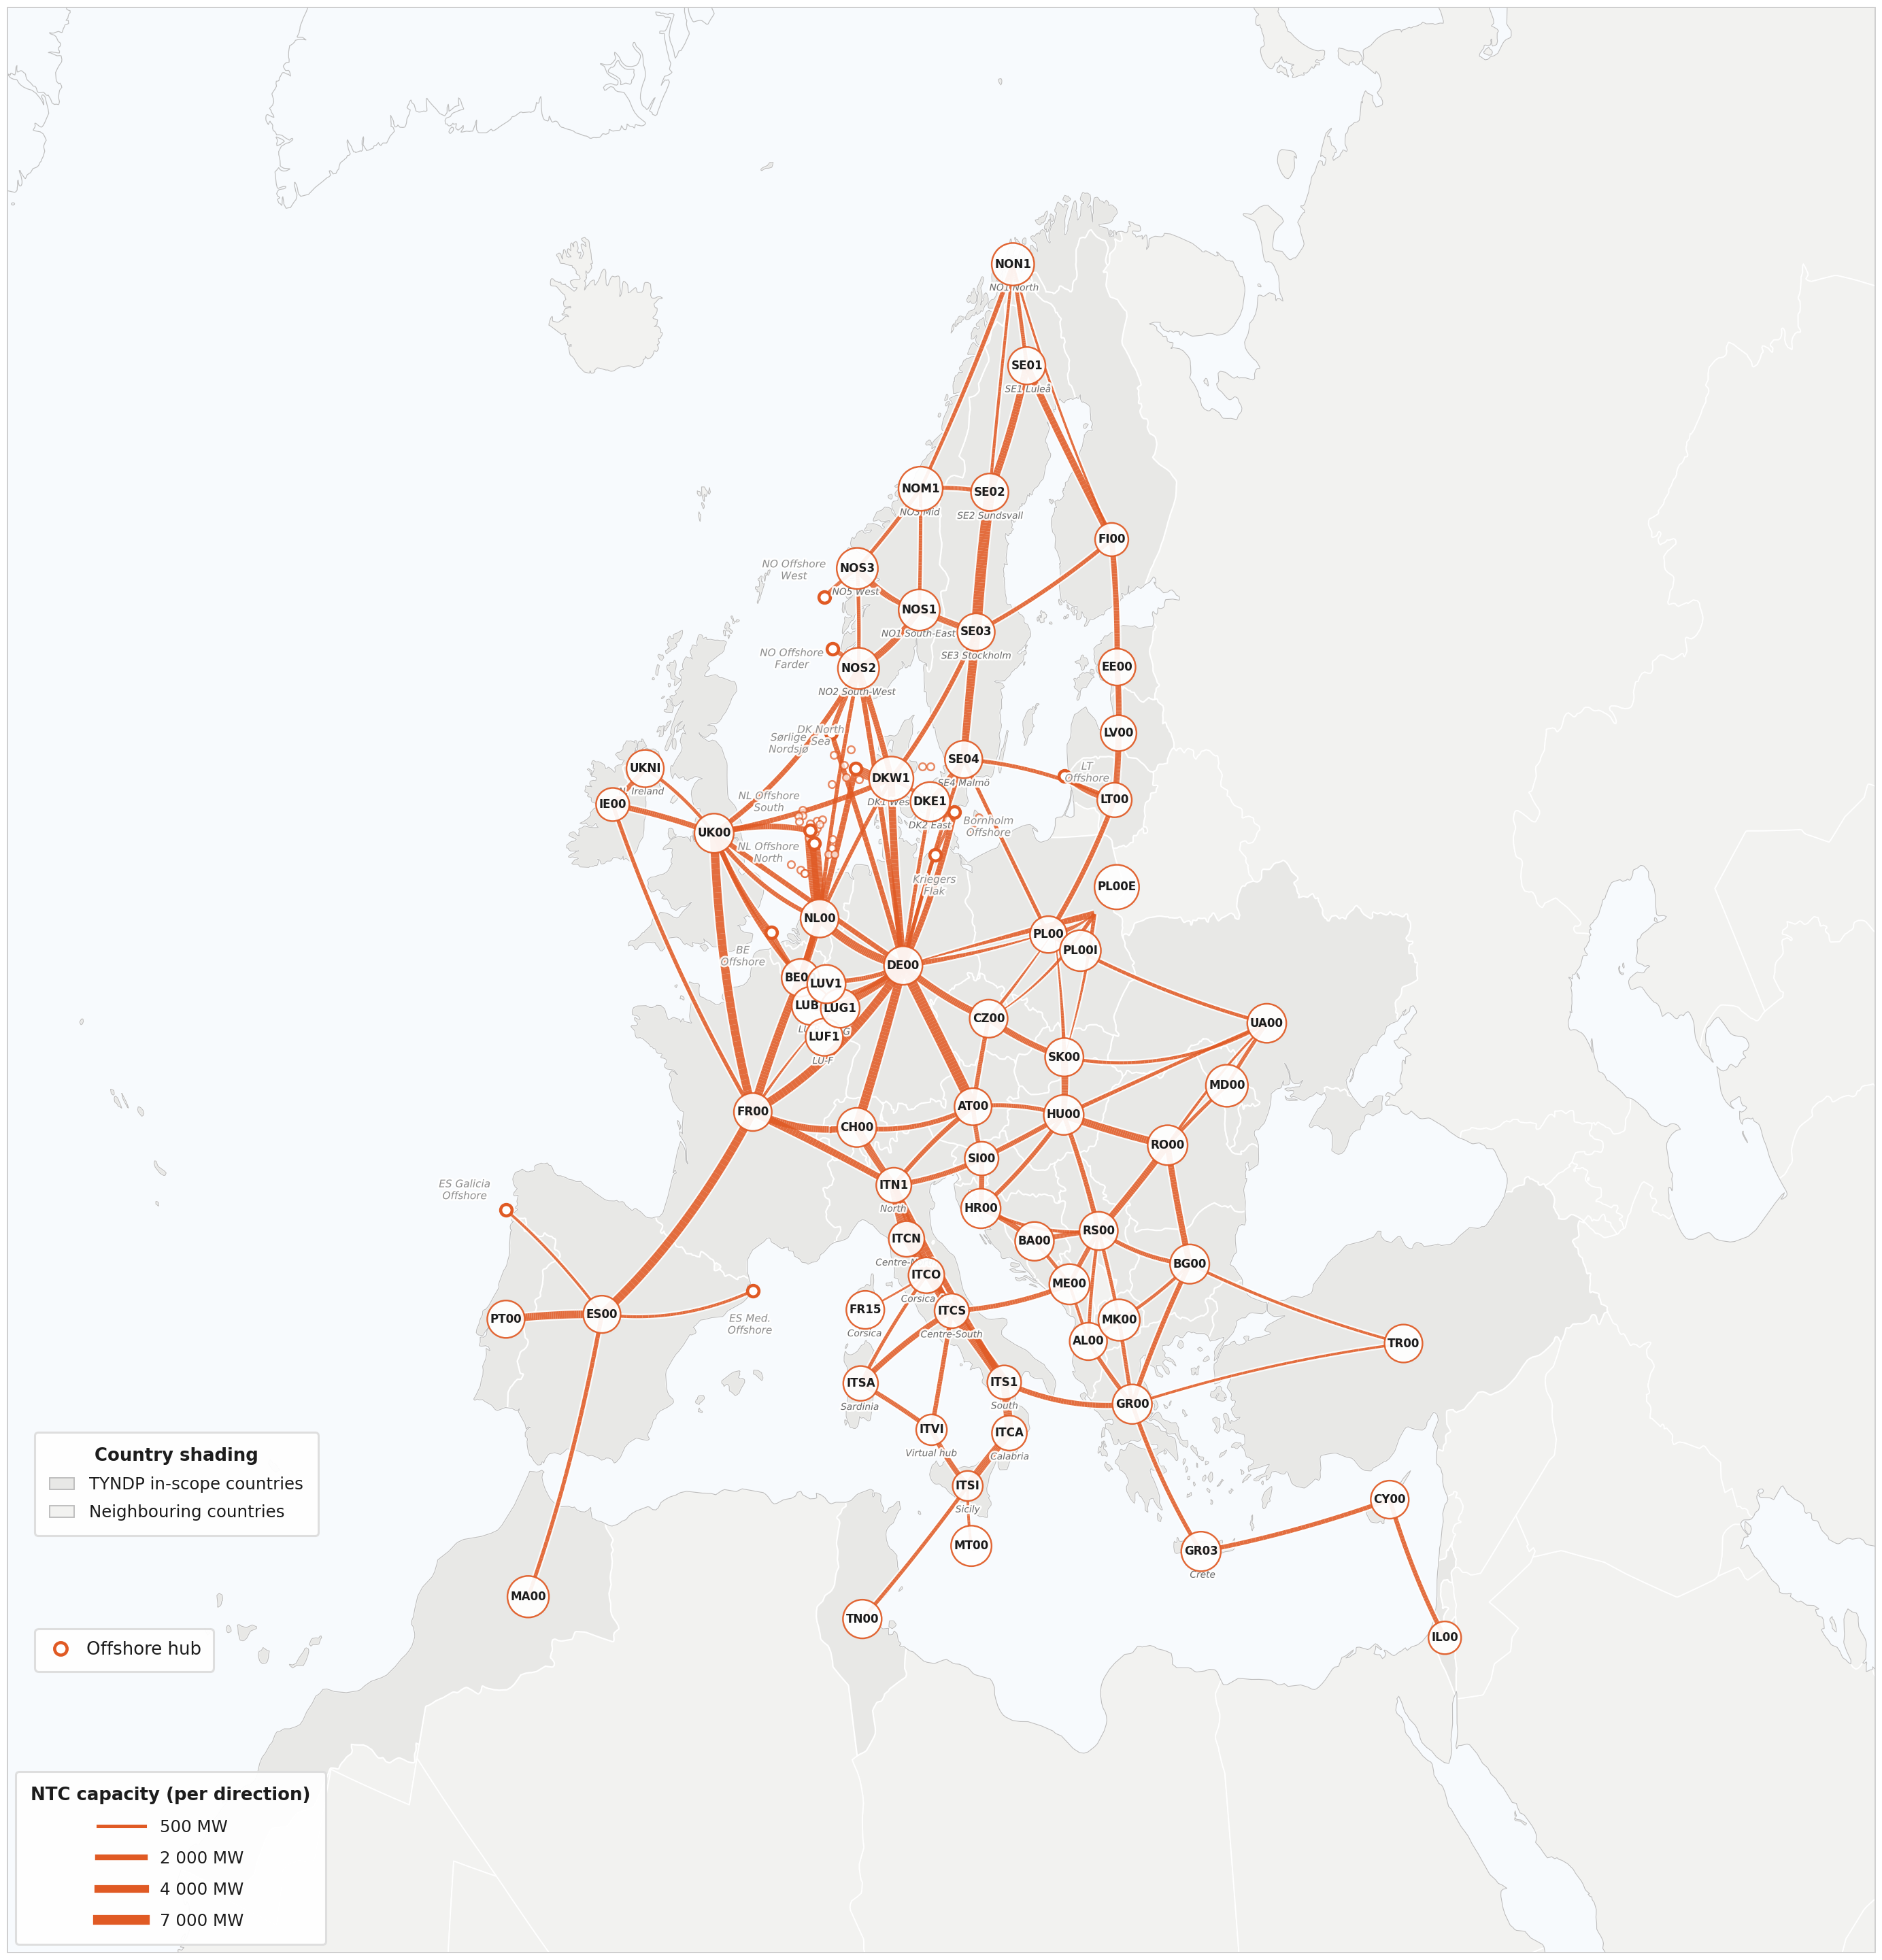 NON1
NO1 North
SE01
SE1 Luleå
NOM1
NO3 Mid
SE02
SE2 Sundsvall
FI00
NO Offshore
West
NOS3
NO5 West
NOS1
NO1 South-East
SE03
SE3 Stockholm
NO Offshore
Farder
NOS2
NO2 South-West
EE00
LV00
DK North
Sea
Sørlige
Nordsjø
UKNI
Ireland
SE04
SE4 Malmö
LT
Offshore
DKW1
DK1 West
LT00
IE00
NL Offshore
South
DKE1
DK2 East
Bornholm
Offshore
UK00
NL Offshore
North
Kriegers
Flak
PL00E
NL00
PL00
PL00I
BE
Offshore
DE00
BE0
LUV1
LUB
LUG1
LUF1
LU-F
CZ00
UA00
SK00
MD00
FR00
CH00
AT00
HU00
RO00
SI00
ITN1
North
ES Galicia
Offshore
HR00
ITCN
Centre-
BA00
RS00
BG00
ITCO
Corsica
ME00
ES Med.
Offshore
FR15
Corsica
ITCS
Centre-South
PT00
ES00
MK00
AL00
TR00
ITSA
Sardinia
ITS1
South
GR00
ITVI
Virtual hub
ITCA
Calabria
ITSI
Sicily
CY00
MT00
GR03
Crete
MA00
TN00
IL00
Country shading
TYNDP in-scope countries
Neighbouring countries
Offshore hub
NTC capacity (per direction)
500 MW
2 000 MW
4 000 MW
7 000 MW